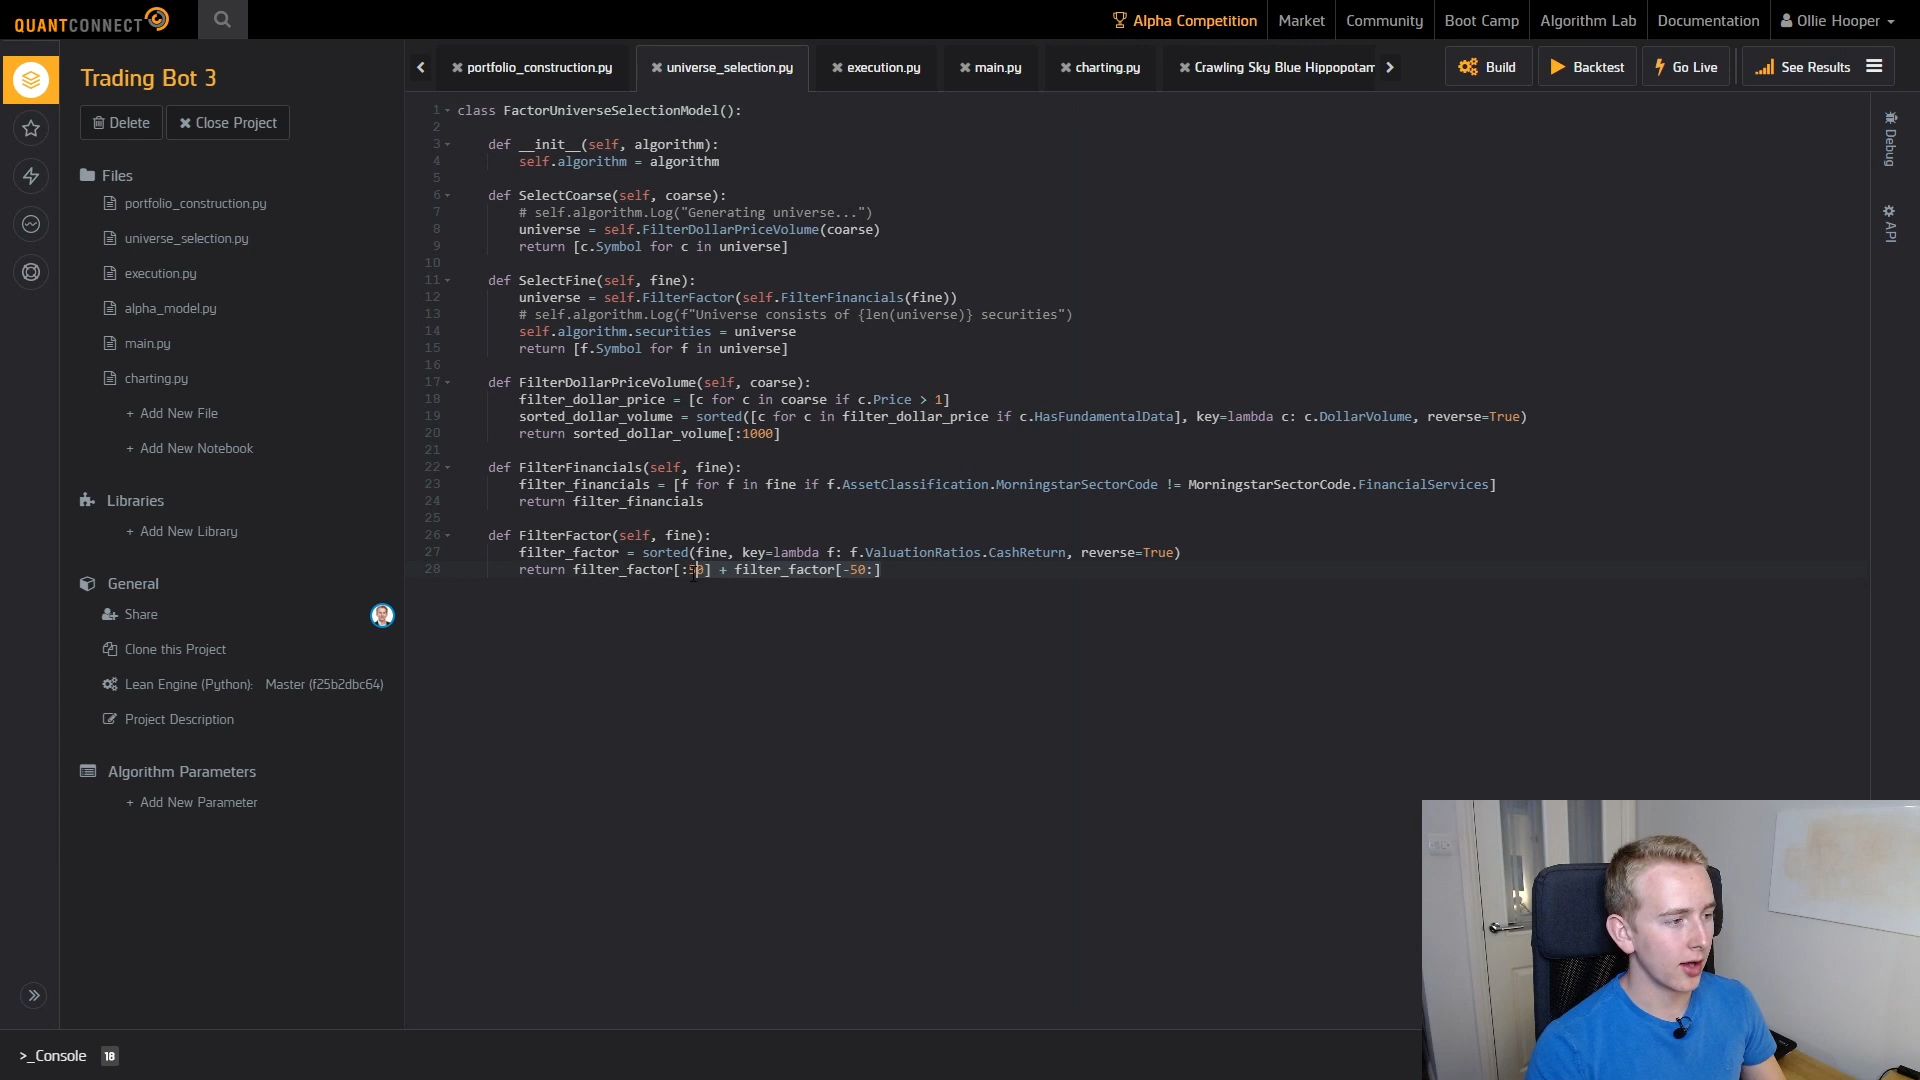 QUANTCONNECT
Alpha Competition
Market
Community
Boot Camp
Algorithm Lab
Documentation
Ollie Hooper
Trading Bot 3
Delete
Close Project
Files
portfolio_construction.py
universe_selection.py
execution.py
alpha_model.py
main.py
charting.py
+ Add New File
+ Add New Notebook
Libraries
+ Add New Library
General
Share
Clone this Project
Lean Engine (Python): Master (f25b2dbc64)
Project Description
Algorithm Parameters
+ Add New Parameter
>_Console 18
portfolio_construction.py
universe_selection.py
execution.py
main.py
charting.py
Crawling Sky Blue Hippopotam
Build
Backtest
Go Live
See Results
1 class FactorUniverseSelectionModel():
2
3 def __init__(self, algorithm):
4 self.algorithm = algorithm
5
6 def SelectCoarse(self, coarse):
7 # self.algorithm.Log("Generating universe...")
8 universe = self.FilterDollarPriceVolume(coarse)
9 return [c.Symbol for c in universe]
10
11 def SelectFine(self, fine):
12 universe = self.FilterFactor(self.FilterFinancials(fine))
13 # self.algorithm.Log(f"Universe consists of {len(universe)} securities")
14 self.algorithm.securities = universe
15 return [f.Symbol for f in universe]
16
17 def FilterDollarPriceVolume(self, coarse):
18 filter_dollar_price = [c for c in coarse if c.Price > 1]
19 sorted_dollar_volume = sorted([c for c in filter_dollar_price if c.HasFundamentalData], key=lambda c: c.DollarVolume, reverse=True)
20 return sorted_dollar_volume[:1000]
21
22 def FilterFinancials(self, fine):
23 filter_financials = [f for f in fine if f.AssetClassification.MorningstarSectorCode != MorningstarSectorCode.FinancialServices]
24 return filter_financials
25
26 def FilterFactor(self, fine):
27 filter_factor = sorted(fine, key=lambda f: f.ValuationRatios.CashReturn, reverse=True)
28 return filter_factor[:50] + filter_factor[-50:]
Debug
API